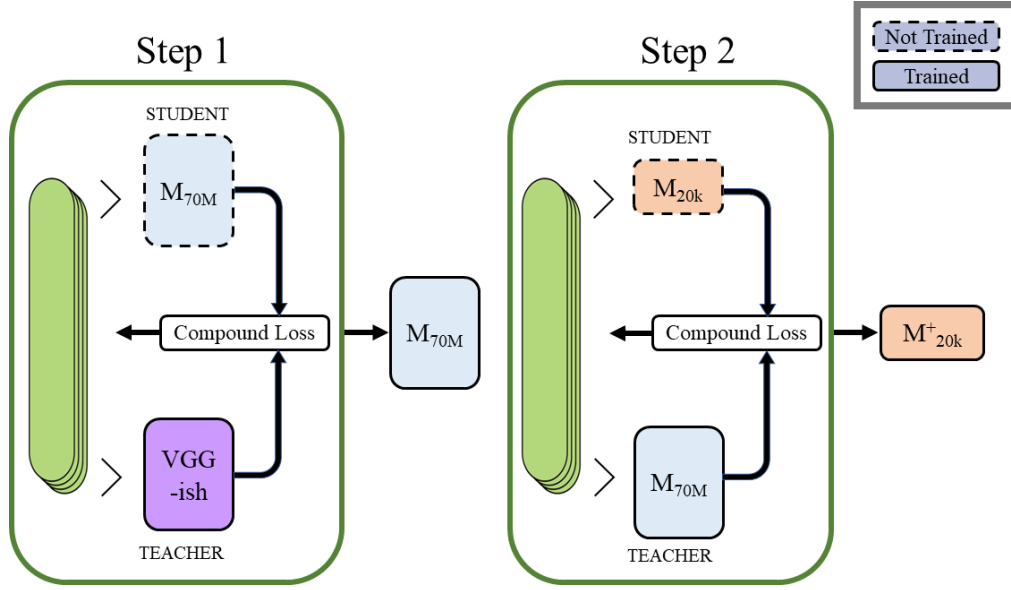 Not Trained
Trained
Step 1
STUDENT
M70M
Compound Loss
M70M
VGG
-ish
TEACHER
Step 2
STUDENT
M20k
Compound Loss
M+20k
M70M
TEACHER